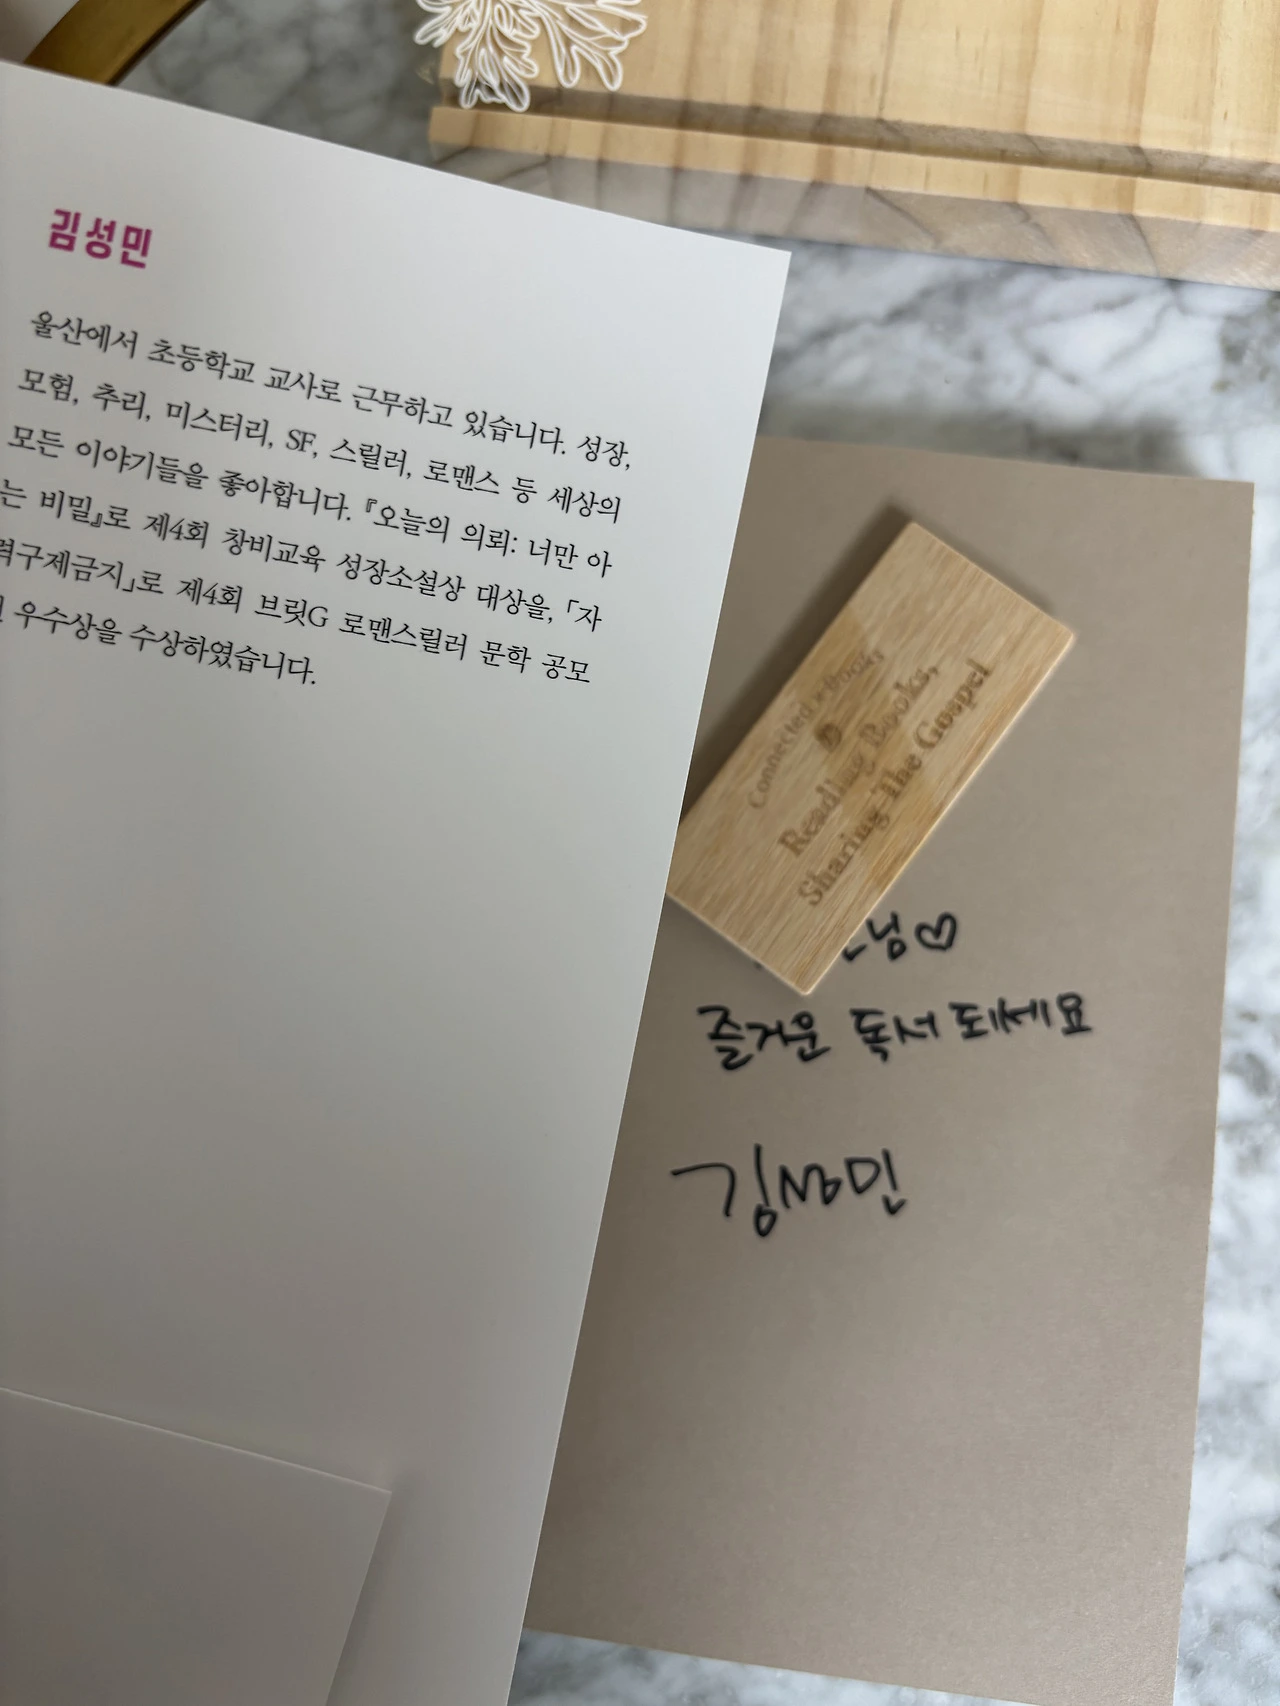 김성민
울산에서 초등학교 교사로 근무하고 있습니다. 성장,
모험, 추리, 미스터리, SF, 스릴러, 로맨스 등 세상의
모든 이야기들을 좋아합니다. 『오늘의 의뢰: 너만 아
는 비밀』로 제4회 창비교육 성장소설상 대상을, 「자
력구제금지」로 제4회 브릿G 로맨스릴러 문학 공모
우수상을 수상하였습니다.
Connected
Reading Books,
Sharing The Gospel
님♡
즐거운 독서 되세요
김성민